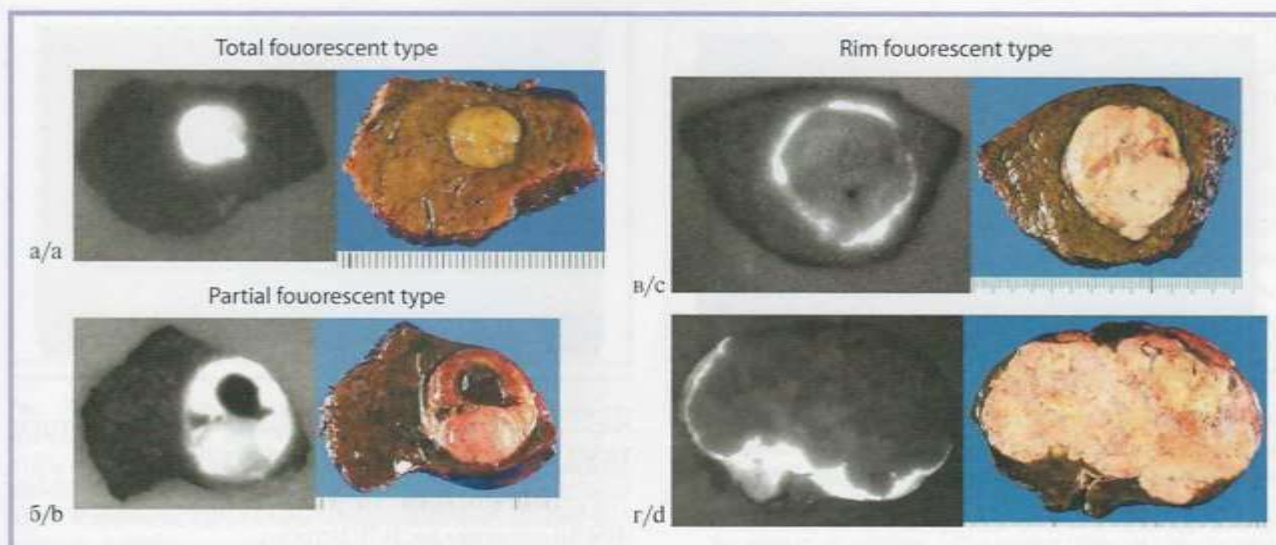 Total fouorescent type
а/a
Partial fouorescent type
б/b
Rim fouorescent type
в/c
г/d